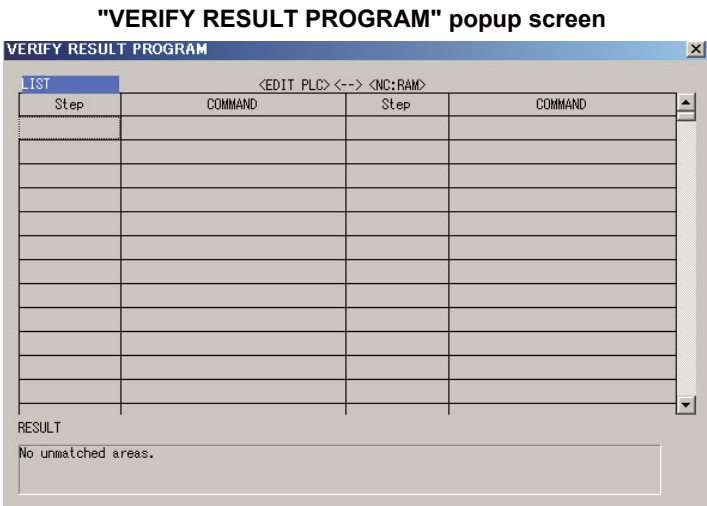 "VERIFY RESULT PROGRAM" popup screen
VERIFY RESULT PROGRAM
LIST <EDIT PLC> <--> <NC:RAM>
Step COMMAND Step COMMAND
RESULT
No unmatched areas.